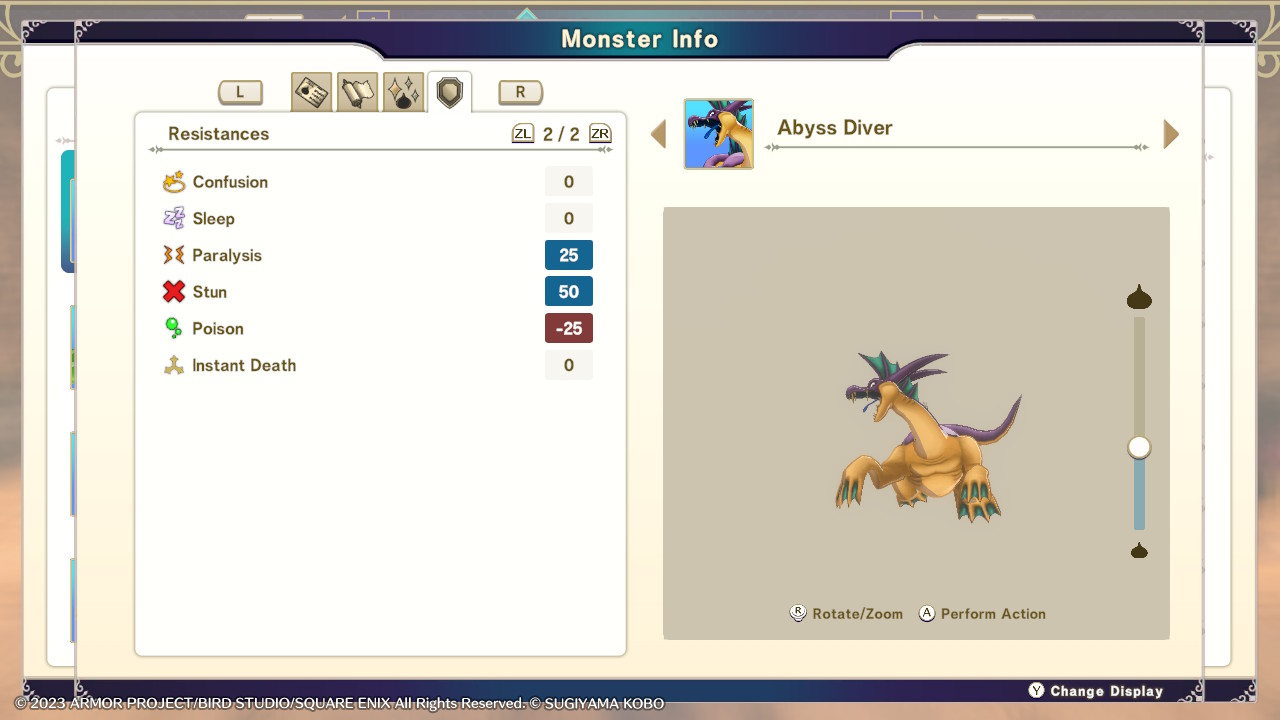 Monster Info
L
R
Resistances
ZL 2 / 2 ZR
Confusion 0
Sleep 0
Paralysis 25
Stun 50
Poison -25
Instant Death 0
Abyss Diver
R Rotate/Zoom A Perform Action
Y Change Display
© 2023 ARMOR PROJECT/BIRD STUDIO/SQUARE ENIX All Rights Reserved. © SUGIYAMA KOBO